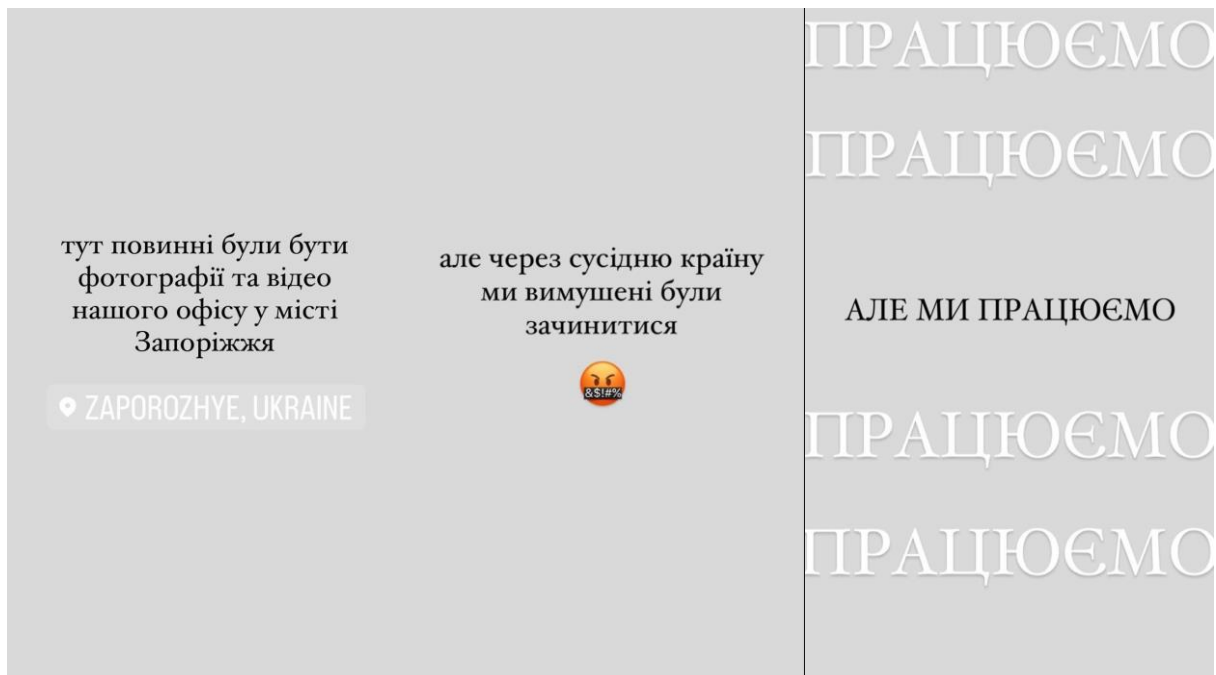 тут повинні були бути
фотографії та відео
нашого офісу у місті
Запоріжжя
ZAPOROZHYE, UKRAINE
але через сусідню країну
ми вимушені були
зачинитися
&$!#%
ПРАЦЮЄМО
ПРАЦЮЄМО
АЛЕ МИ ПРАЦЮЄМО
ПРАЦЮЄМО
ПРАЦЮЄМО